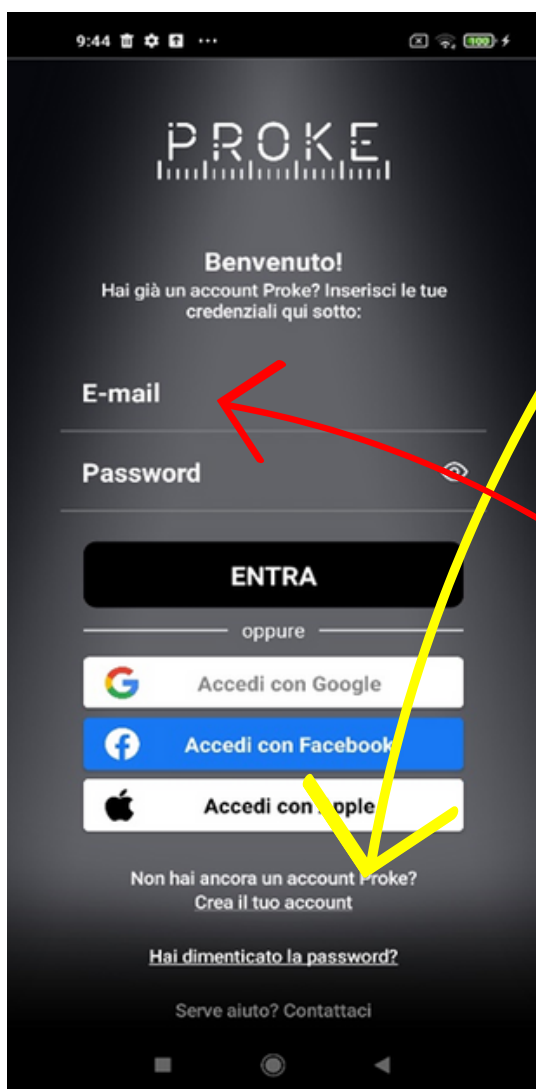 9:44
100
PROKE
Benvenuto!
Hai già un account Proke? Inserisci le tue
credenziali qui sotto:
E-mail
Password
ENTRA
oppure
Accedi con Google
Accedi con Facebook
Accedi con Apple
Non hai ancora un account Proke?
Crea il tuo account
Hai dimenticato la password?
Serve aiuto? Contattaci